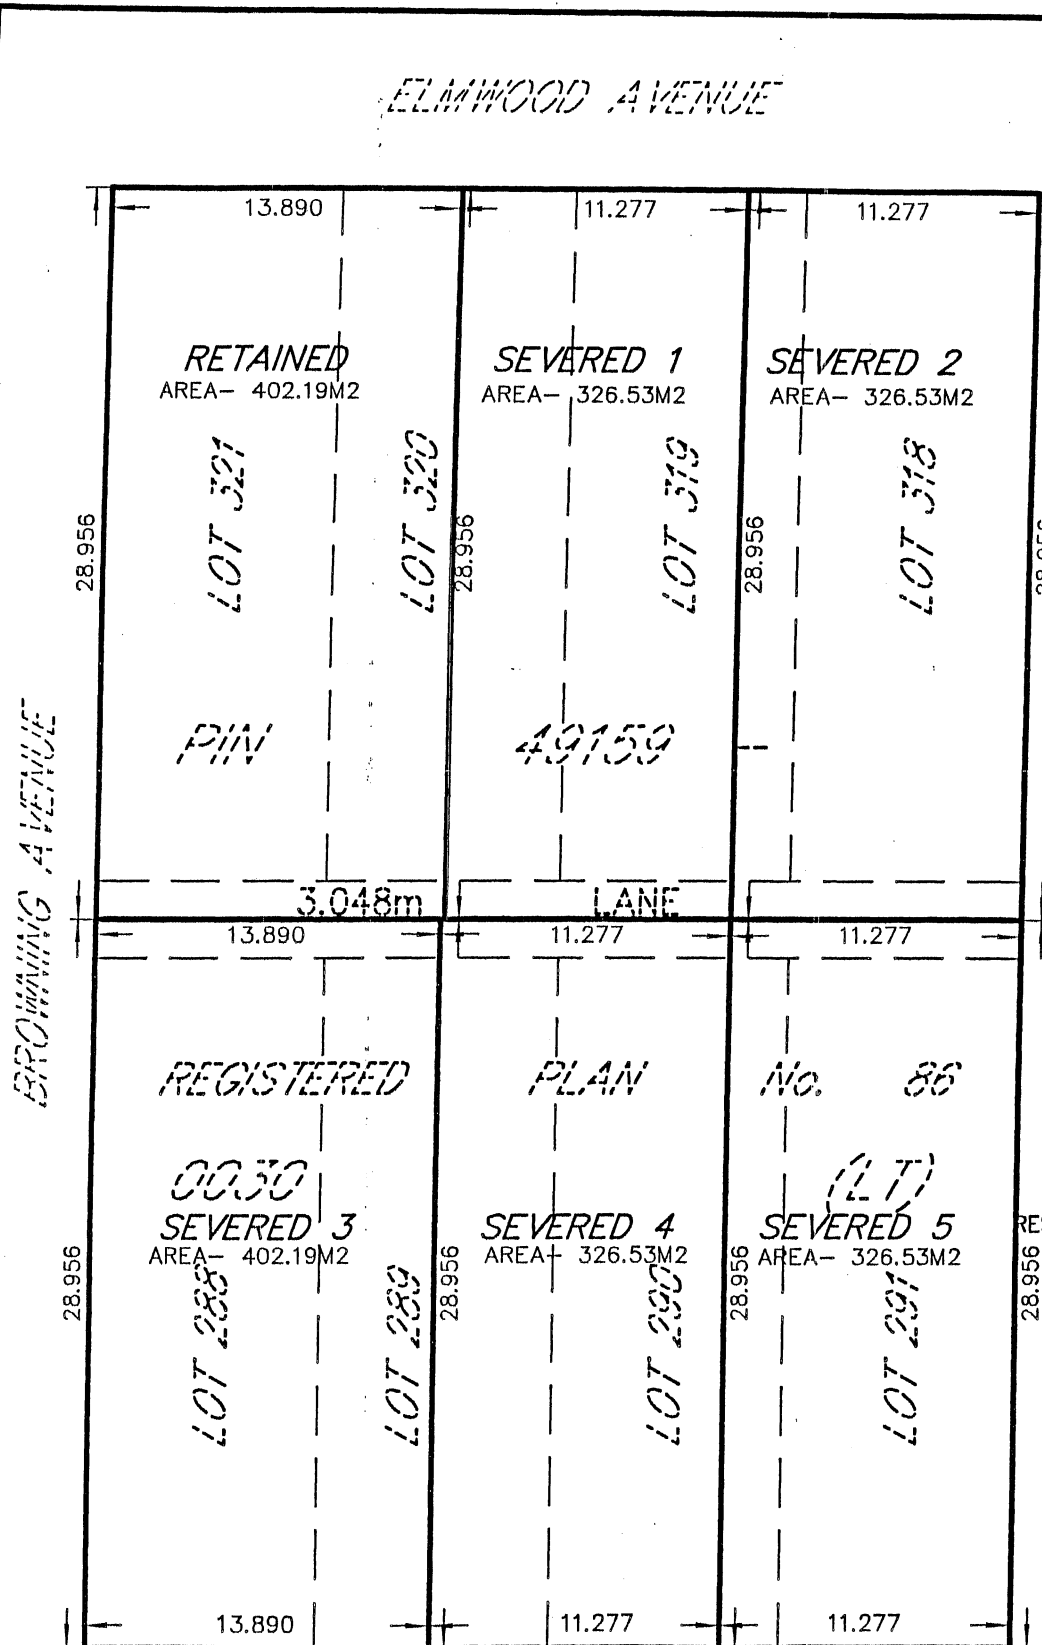 ELMWOOD AVENUE
13.890
11.277
11.277
RETAINED
AREA- 402.19M2
SEVERED 1
AREA- 326.53M2
SEVERED 2
AREA- 326.53M2
LOT 321
LOT 320
LOT 319
LOT 318
28.956
28.956
28.956
PIN
49159
BROWNING AVENUE
3.048m
LANE
13.890
11.277
11.277
REGISTERED
PLAN
No.
86
0030
(LT)
SEVERED 3
AREA- 402.19M2
SEVERED 4
AREA- 326.53M2
SEVERED 5
AREA- 326.53M2
28.956
28.956
28.956
28.956
LOT 288
LOT 289
LOT 290
LOT 291
13.890
11.277
11.277